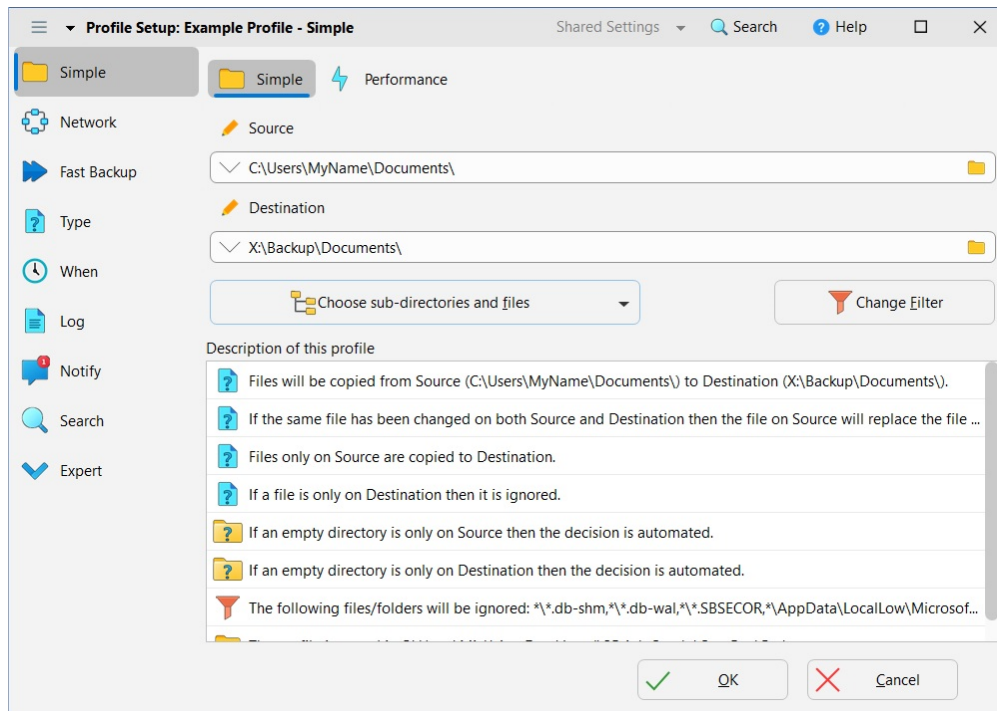 Profile Setup: Example Profile - Simple Shared Settings Search Help
Simple
Network
Fast Backup
Type
When
Log
Notify
1
Search
Expert
Simple Performance
Source
C:\Users\MyName\Documents\
Destination
X:\Backup\Documents\
Choose sub-directories and files Change Filter
Description of this profile
Files will be copied from Source (C:\Users\MyName\Documents\) to Destination (X:\Backup\Documents\).
If the same file has been changed on both Source and Destination then the file on Source will replace the file ...
Files only on Source are copied to Destination.
If a file is only on Destination then it is ignored.
If an empty directory is only on Source then the decision is automated.
If an empty directory is only on Destination then the decision is automated.
The following files/folders will be ignored: *\*.db-shm,*\*.db-wal,*\*.SBSECOR,*\AppData\LocalLow\Microsof...
OK Cancel